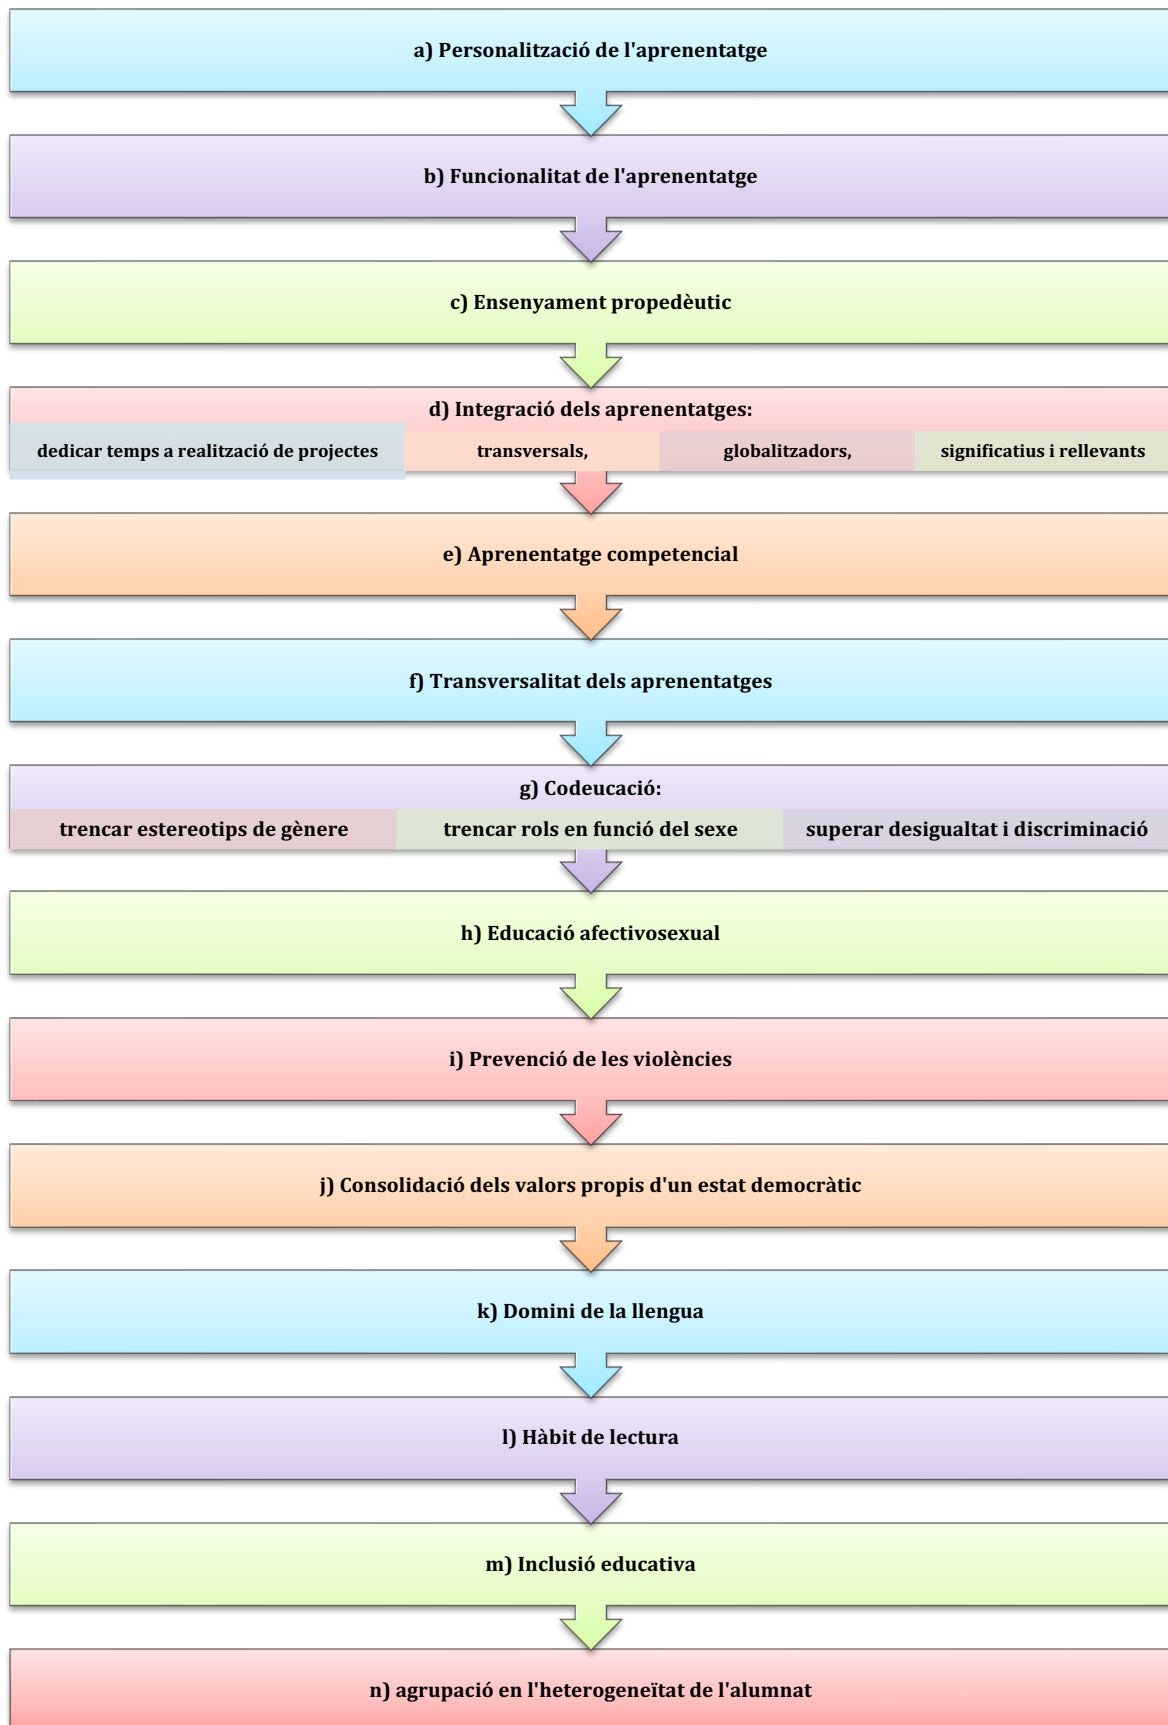 a) Personalització de l'aprenentatge
b) Funcionalitat de l'aprenentatge
c) Ensenyament propedèutic
d) Integració dels aprenentatges:
dedicar temps a realització de projectes
transversals,
globalitzadors,
significatius i rellevants
e) Aprenentatge competencial
f) Transversalitat dels aprenentatges
g) Codeucació:
trencar estereotips de gènere
trencar rols en funció del sexe
superar desigualtat i discriminació
h) Educació afectivosexual
i) Prevenció de les violències
j) Consolidació dels valors propis d'un estat democràtic
k) Domini de la llengua
l) Hàbit de lectura
m) Inclusió educativa
n) agrupació en l'heterogeneïtat de l'alumnat